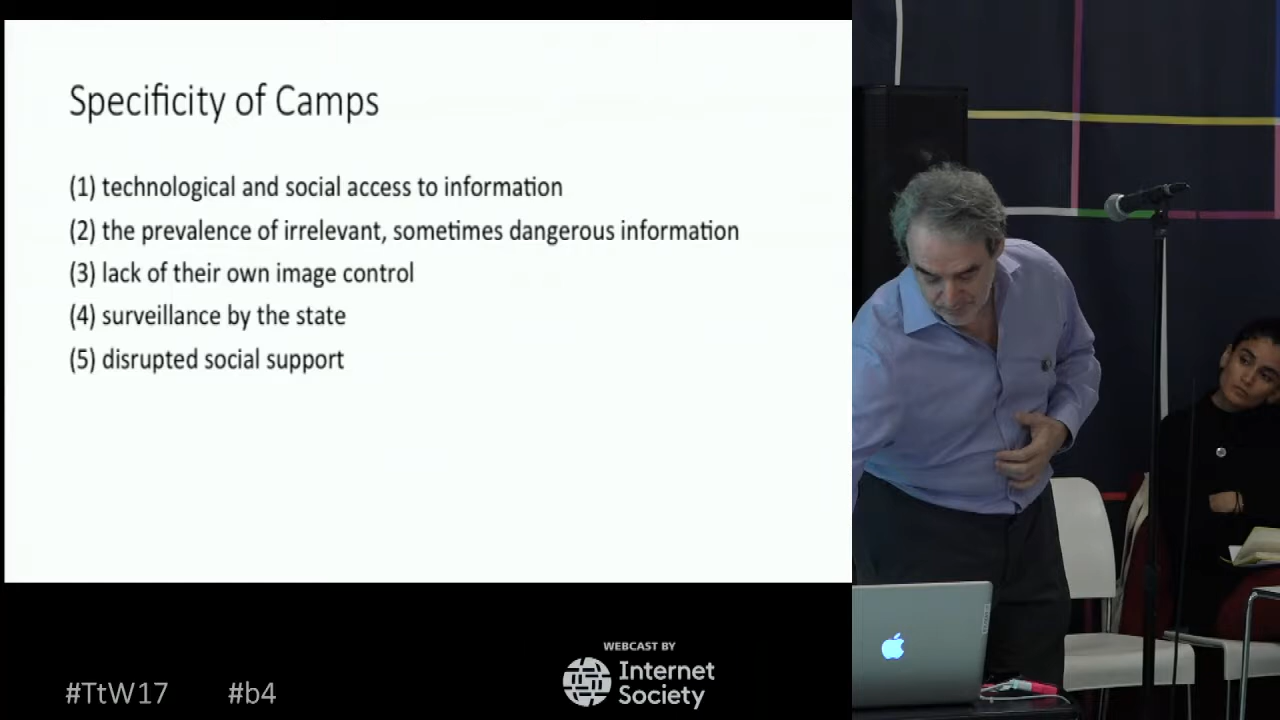 Specificity of Camps
(1) technological and social access to information
(2) the prevalence of irrelevant, sometimes dangerous information
(3) lack of their own image control
(4) surveillance by the state
(5) disrupted social support
WEBCAST BY
Internet
Society
#TtW17 #b4